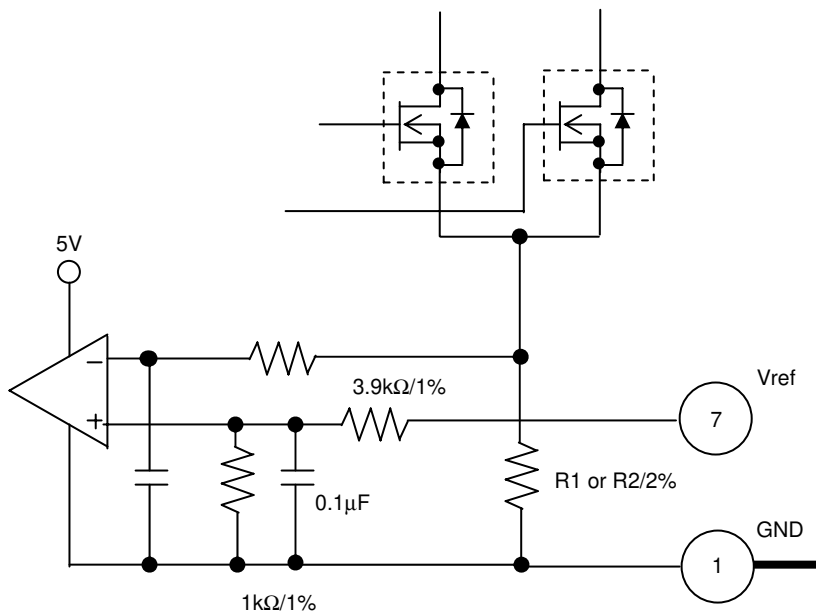 5V
−
+
3.9kΩ/1%
Vref
7
R1 or R2/2%
0.1μF
GND
1
1kΩ/1%